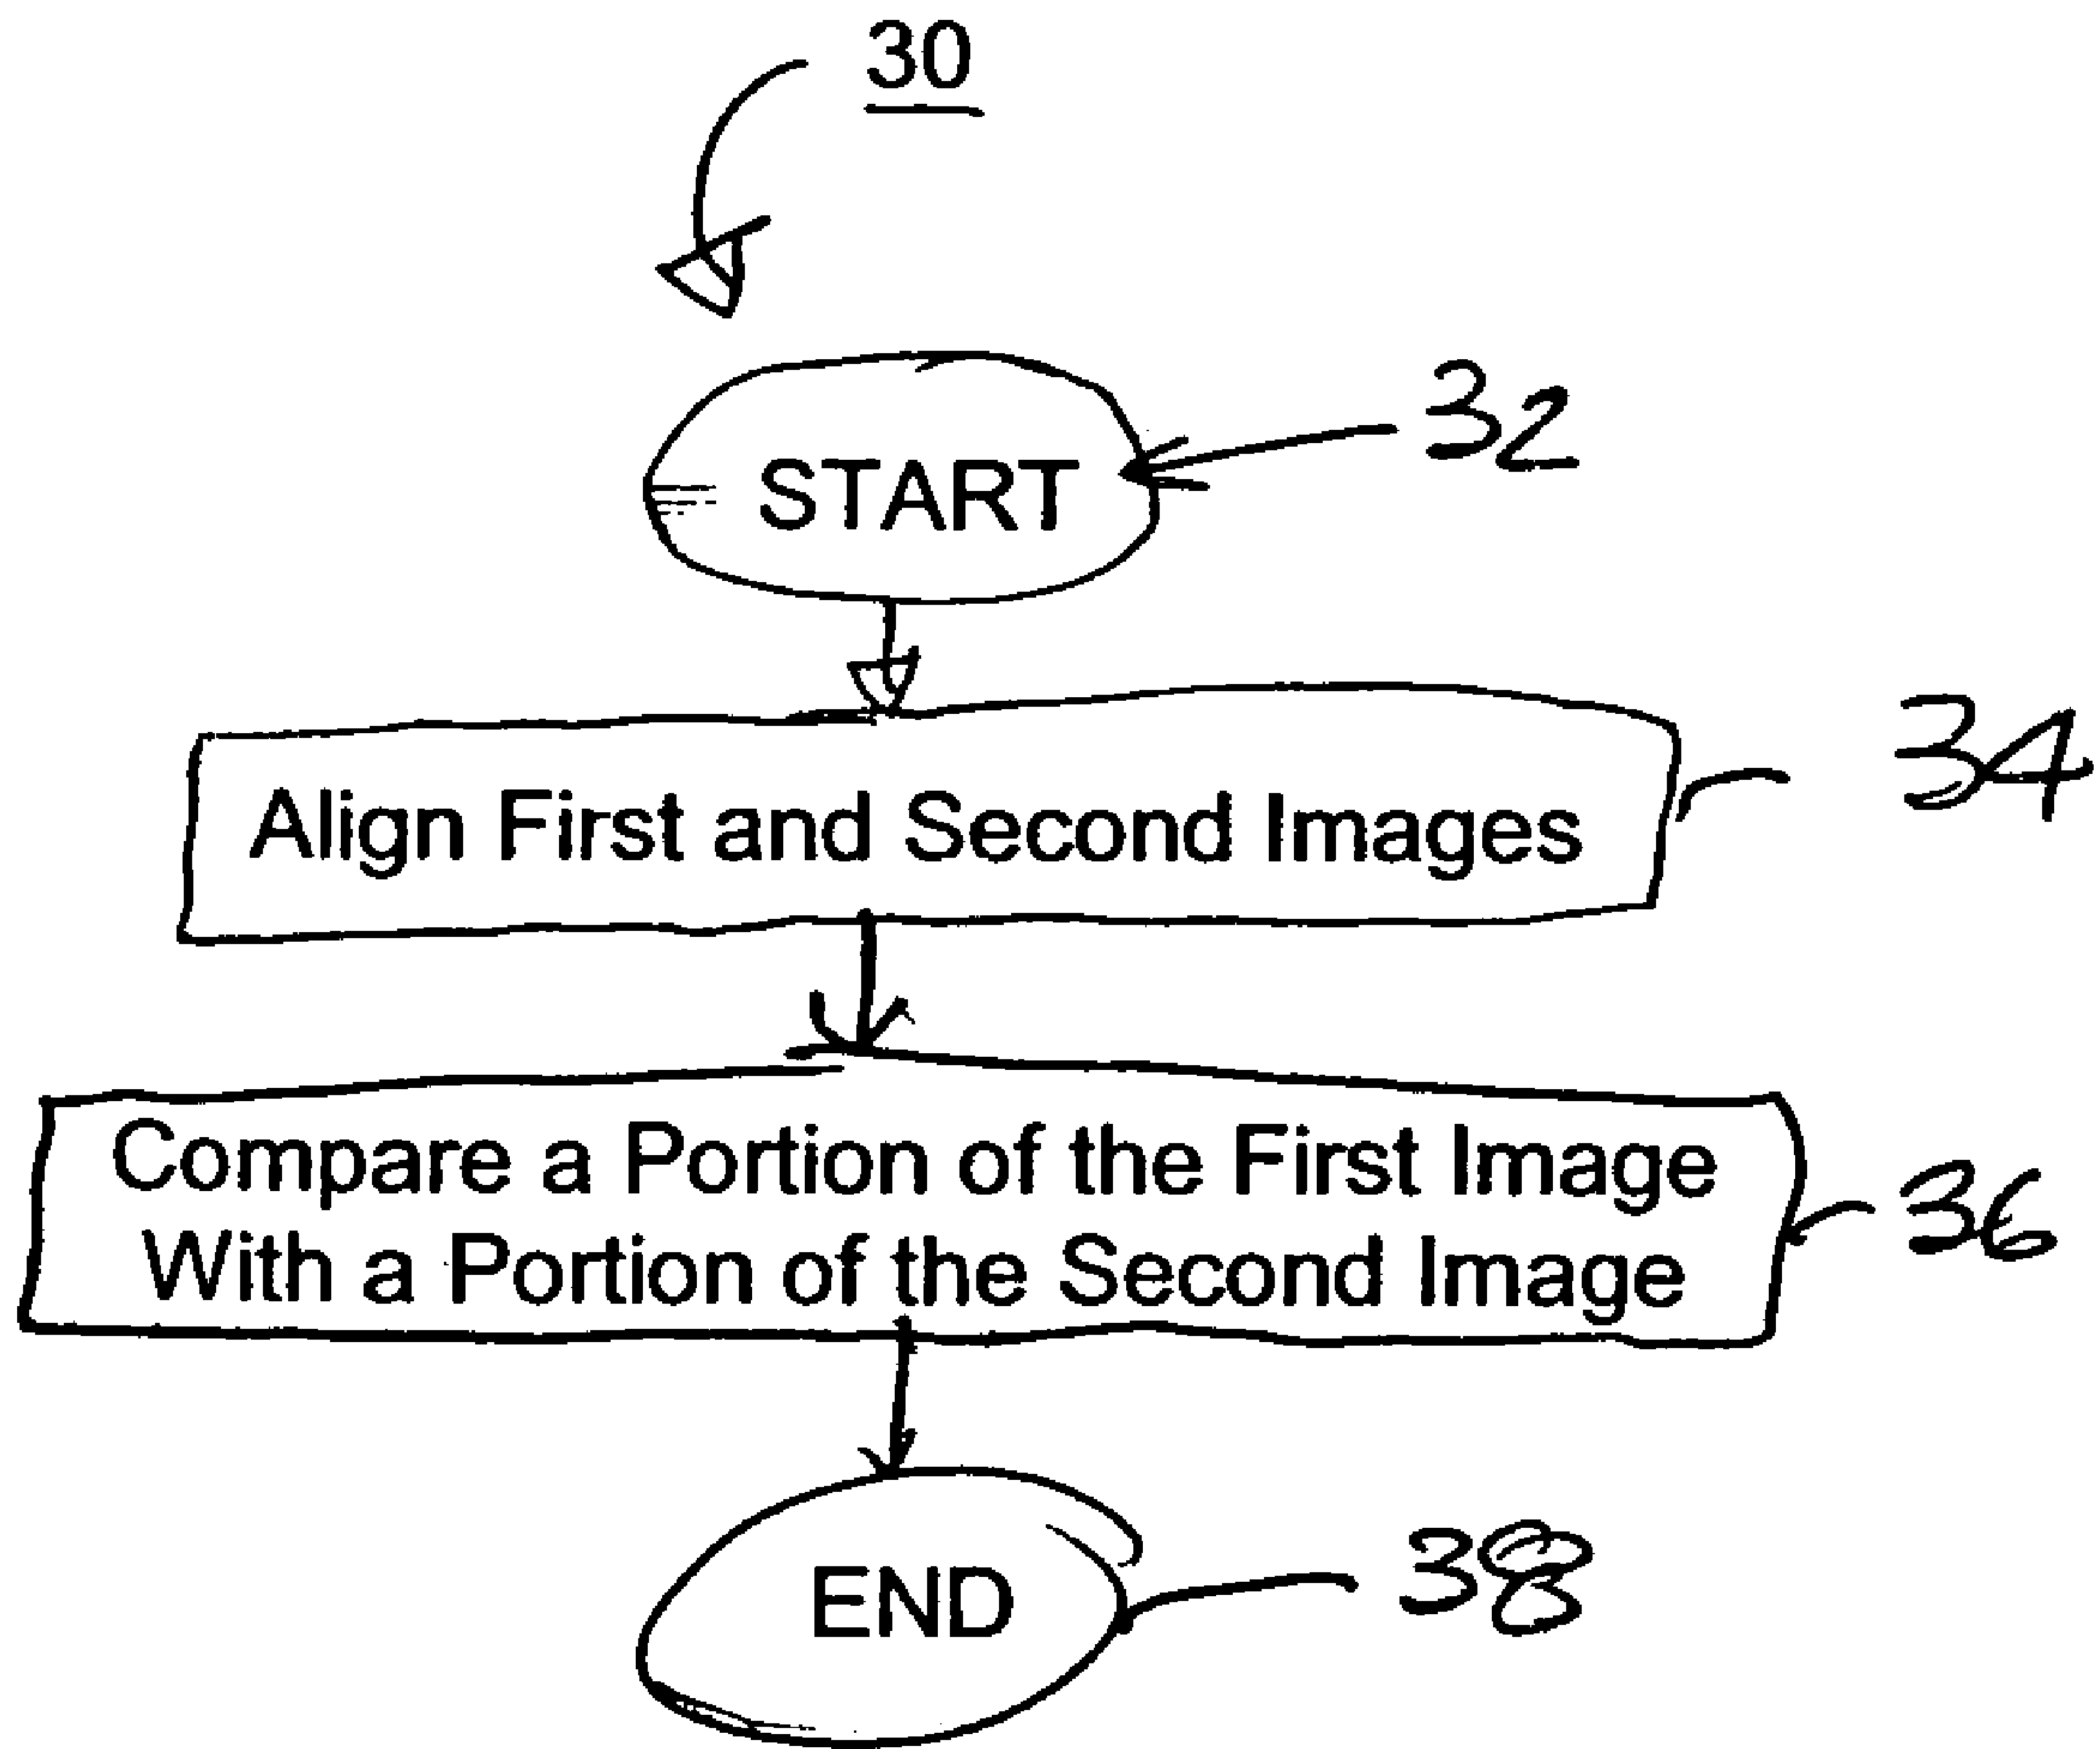 30
START
32
Align First and Second Images
34
Compare a Portion of the First Image
With a Portion of the Second Image
36
END
38